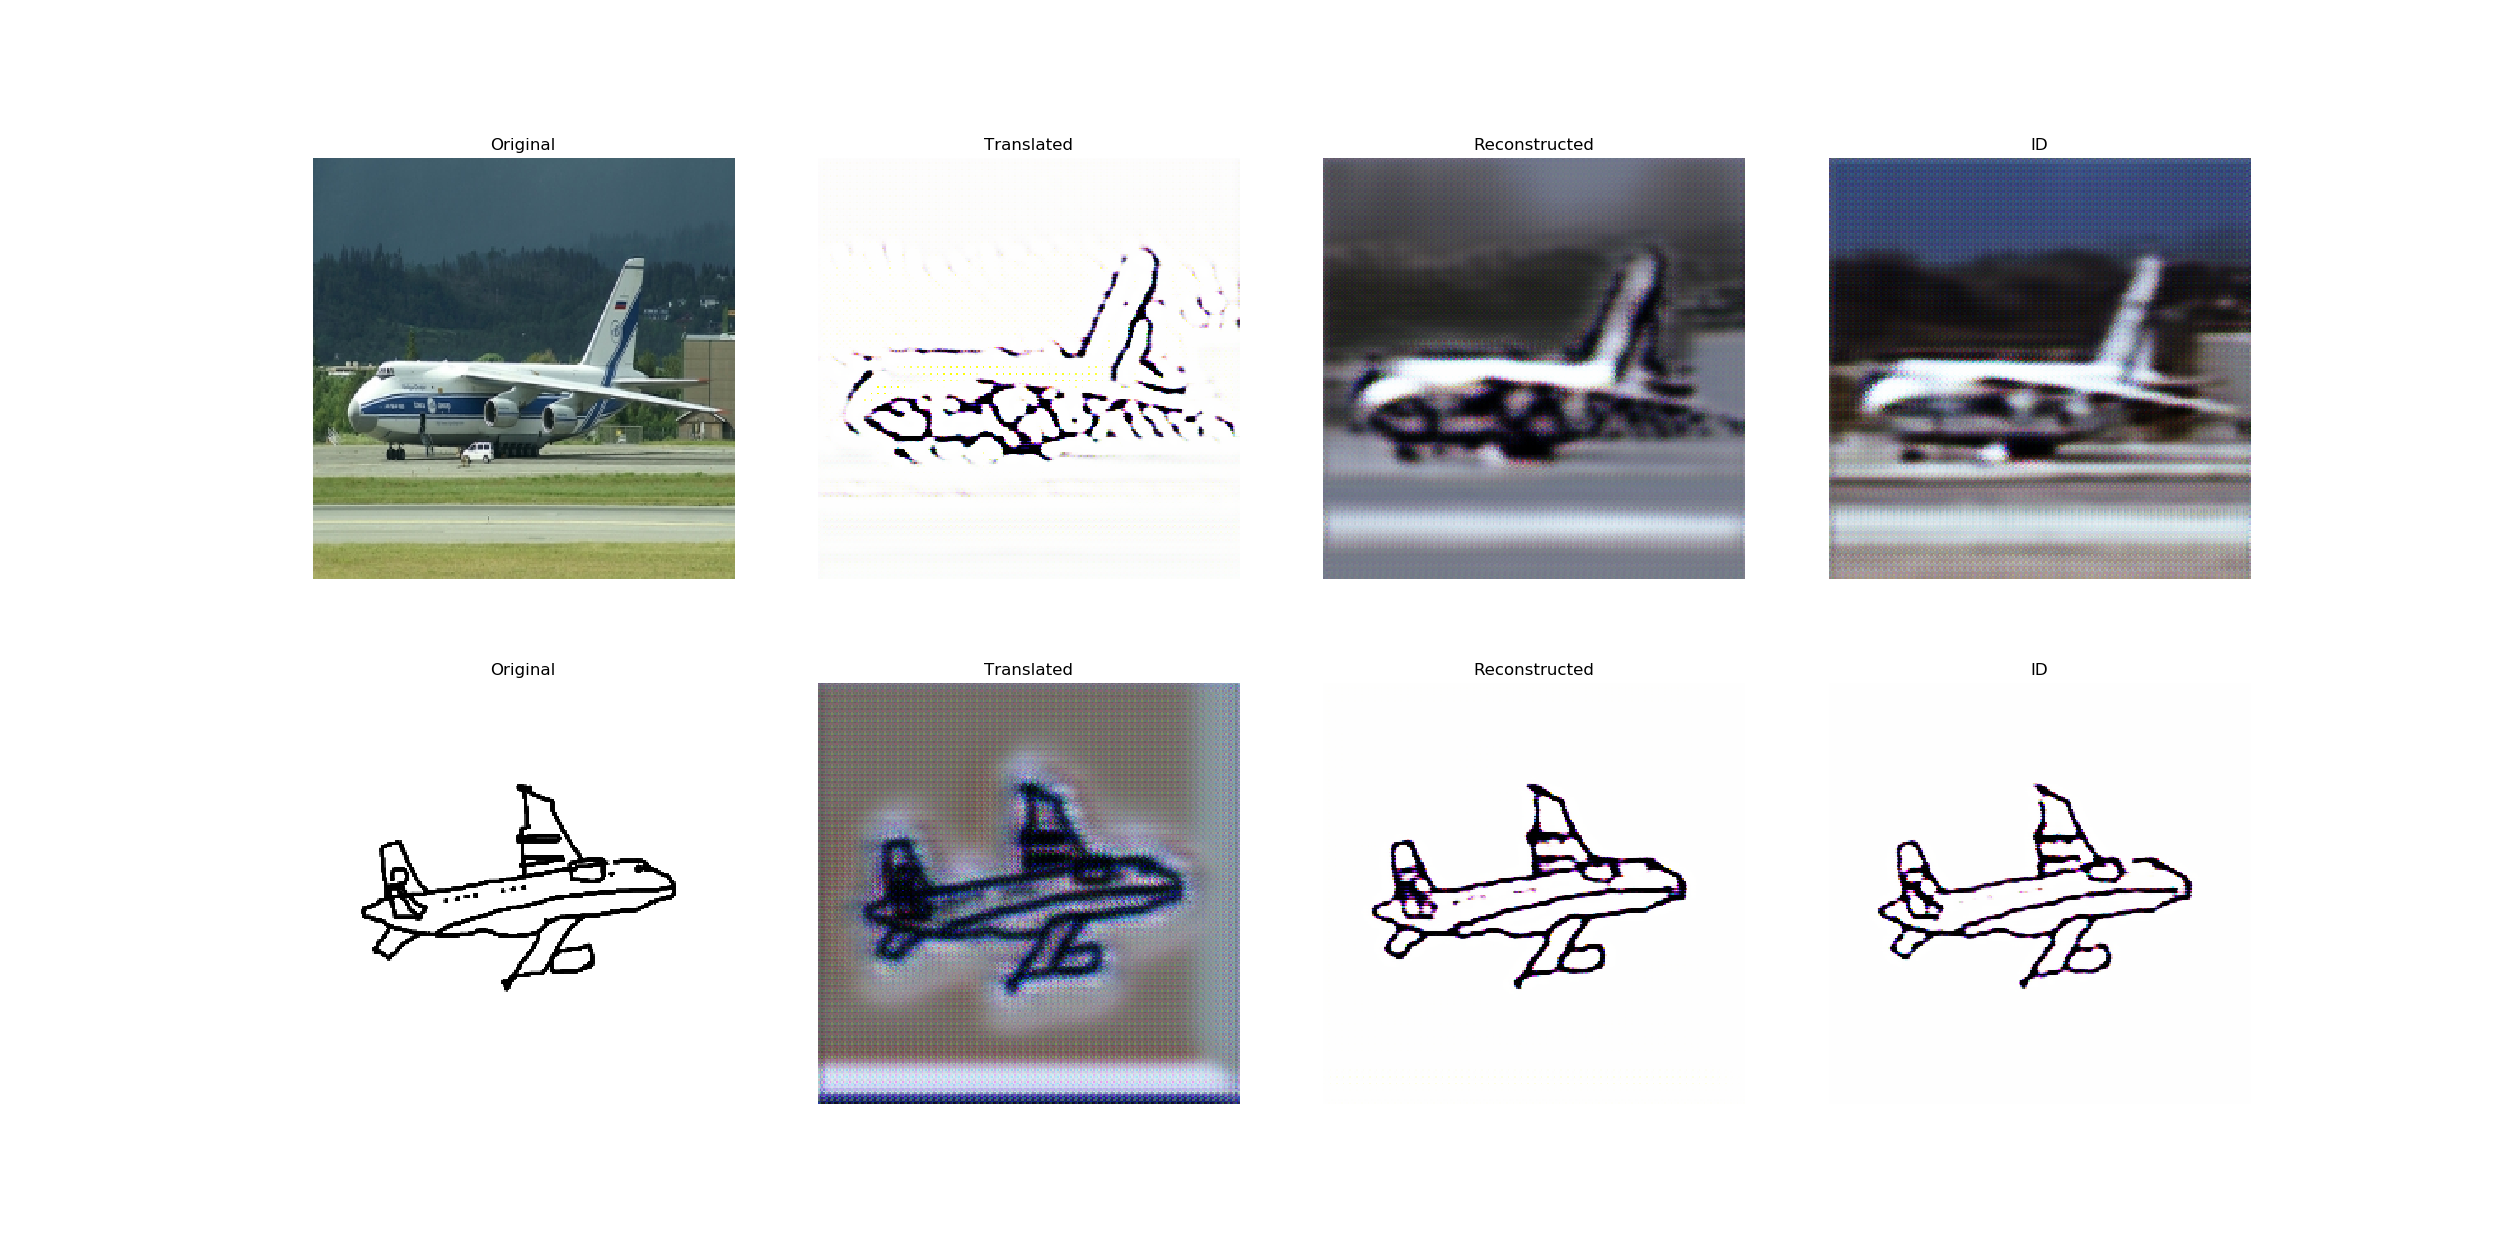 Original
Translated
Reconstructed
ID
Original
Translated
Reconstructed
ID